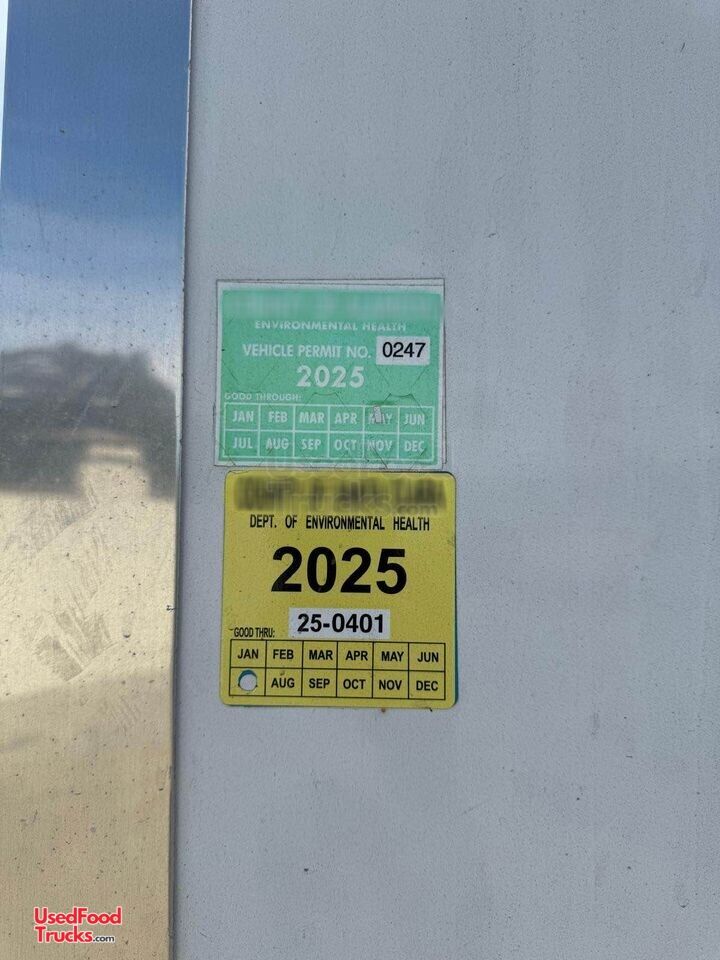 ENVIRONMENTAL HEALTH
VEHICLE PERMIT NO. 0247
2025
GOOD THROUGH:
JAN FEB MAR APR MAY JUN
JUL AUG SEP OCT NOV DEC
DEPT. OF ENVIRONMENTAL HEALTH
2025
25-0401
GOOD THRU:
JAN FEB MAR APR MAY JUN
AUG SEP OCT NOV DEC
UsedFood
Trucks.com